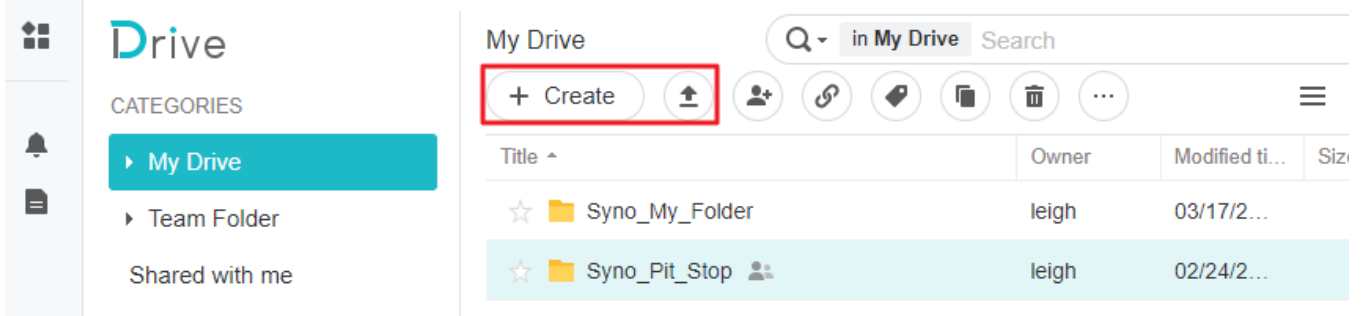 Drive
CATEGORIES
My Drive
Team Folder
Shared with me
My Drive
in My Drive Search
+ Create
...
Title Owner Modified ti... Size
Syno_My_Folder leigh 03/17/2...
Syno_Pit_Stop leigh 02/24/2...